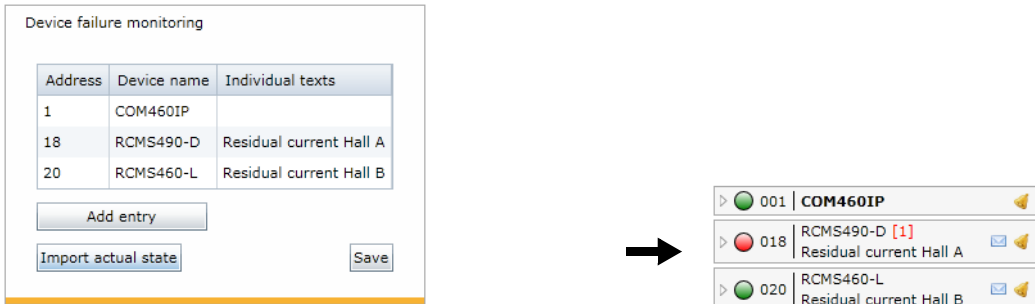 Device failure monitoring
Address Device name Individual texts
1 COM460IP
18 RCMS490-D Residual current Hall A
20 RCMS460-L Residual current Hall B
Add entry
Import actual state Save
001 COM460IP
018 RCMS490-D [1]
Residual current Hall A
020 RCMS460-L
Residual current Hall B